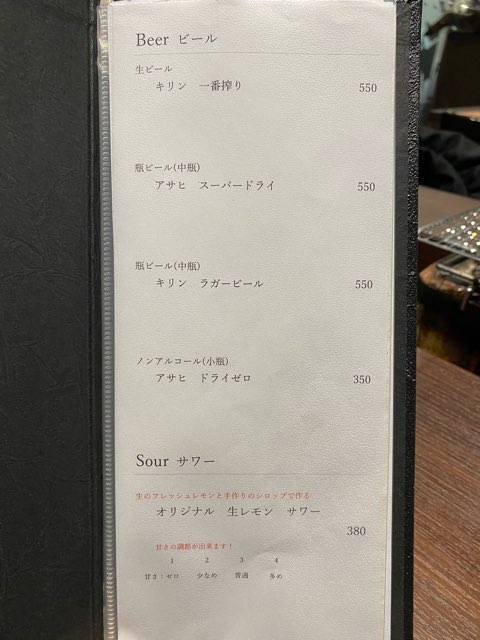 Beer ビール
生ビール
キリン 一番搾り 550
瓶ビール(中瓶)
アサヒ スーパードライ 550
瓶ビール(中瓶)
キリン ラガービール 550
ノンアルコール(小瓶)
アサヒ ドライゼロ 350
Sour サワー
生のフレッシュレモンと手作りのシロップで作る
オリジナル 生レモン サワー
380
甘さの調節が出来ます!
1 2 3 4
甘さ:ゼロ 少なめ 普通 多め